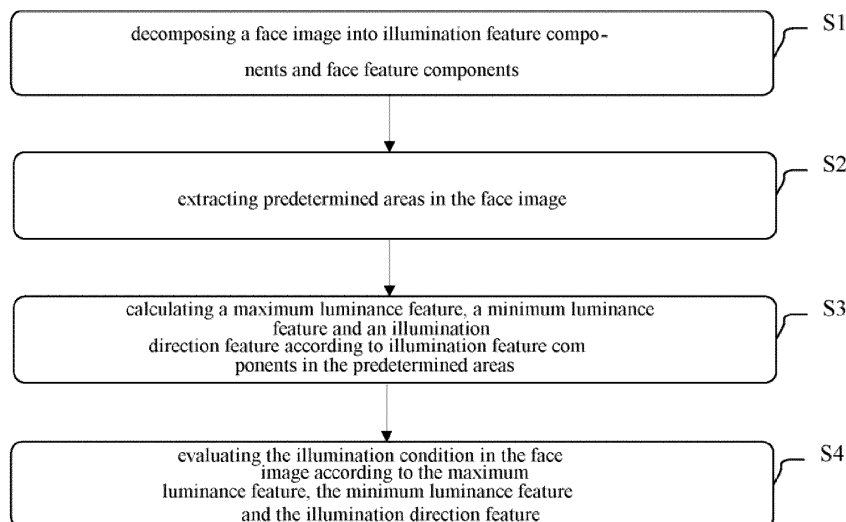 decomposing a face image into illumination feature compo-
nents and face feature components
S1
extracting predetermined areas in the face image
S2
calculating a maximum luminance feature, a minimum luminance
feature and an illumination
direction feature according to illumination feature com
ponents in the predetermined areas
S3
evaluating the illumination condition in the face
image according to the maximum
luminance feature, the minimum luminance feature
and the illumination direction feature
S4